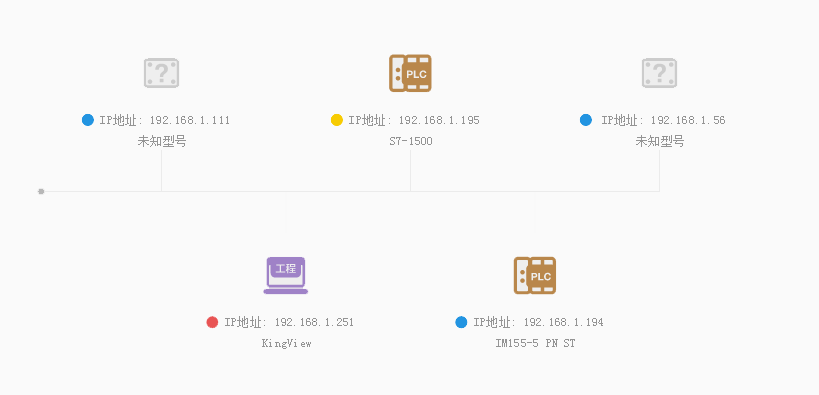 ?
PLC
?
IP地址: 192.168.1.111
IP地址: 192.168.1.195
IP地址: 192.168.1.56
未知型号
S7-1500
未知型号
工程
PLC
IP地址: 192.168.1.251
IP地址: 192.168.1.194
KingView
IM155-5 PN ST